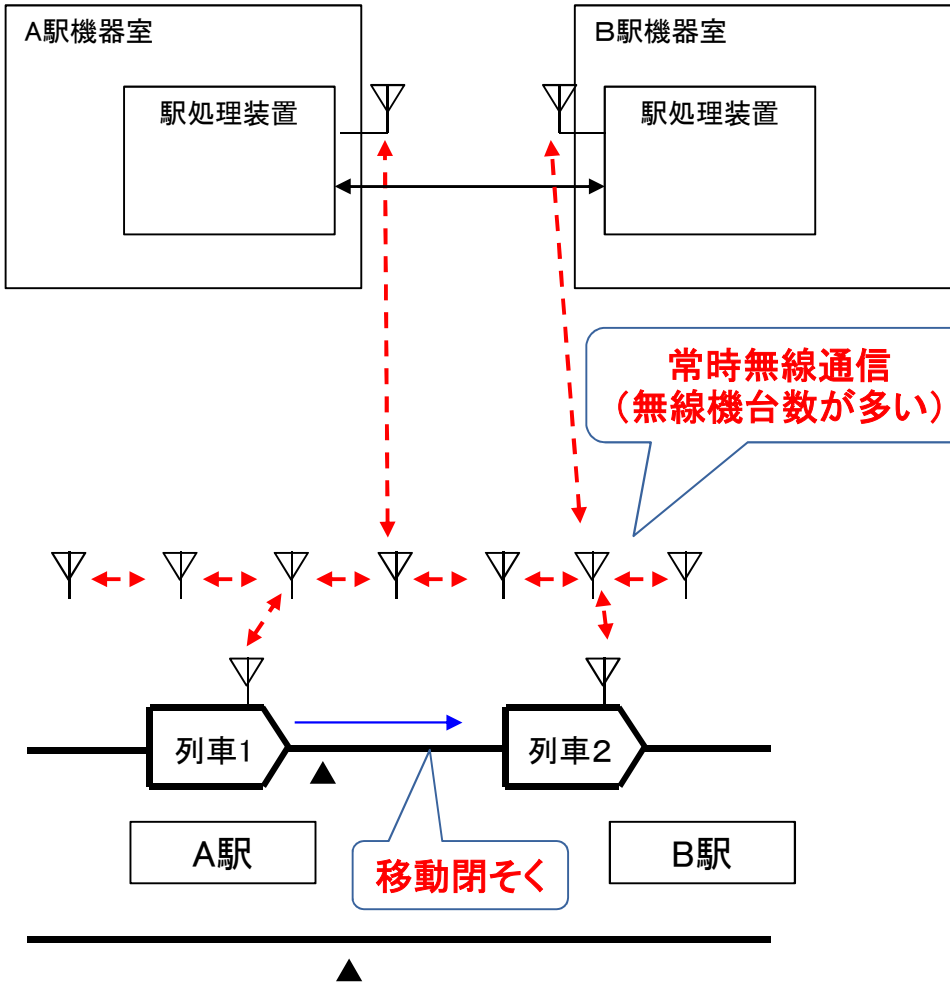 A駅機器室
B駅機器室
駅処理装置
駅処理装置
常時無線通信
(無線機台数が多い)
列車1
列車2
A駅
B駅
移動閉そく